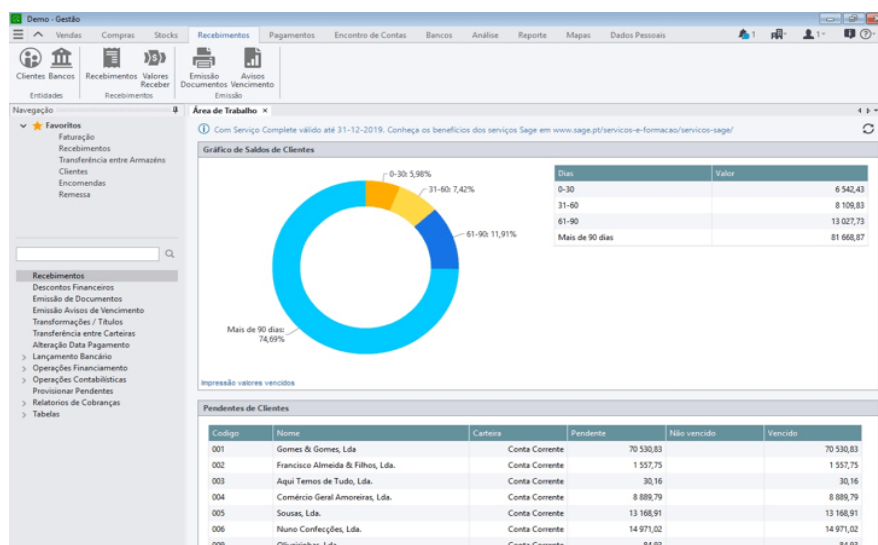 Demo - Gestão
Vendas Compras Stocks Recebimentos Pagamentos Encontro de Contas Bancos Análise Reporte Mapas Dados Pessoais 1 1
Clientes Bancos Recebimentos Valores Receber Emissão Documentos Avisos Vencimento
Entidades Recebimentos Emissão
Navegação
Área de Trabalho ×
Favoritos
Faturação
Recebimentos
Transferência entre Armazéns
Clientes
Encomendas
Remessa
Recebimentos
Descontos Financeiros
Emissão de Documentos
Emissão Avisos de Vencimento
Transformações / Títulos
Transferência entre Carteiras
Alteração Data Pagamento
Lançamento Bancário
Operações Financiamento
Operações Contabilísticas
Provisionar Pendentes
Relatorios de Cobranças
Tabelas
Com Serviço Complete válido até 31-12-2019. Conheça os benefícios dos serviços Sage em www.sage.pt/servicos-e-formacao/servicos-sage/
Gráfico de Saldos de Clientes
0-30: 5,98%
31-60: 7,42%
61-90: 11,91%
Mais de 90 dias:
74,69%
Dias Valor
0-30 6 542,43
31-60 8 109,83
61-90 13 027,73
Mais de 90 dias 81 668,87
Impressão valores vencidos
Pendentes de Clientes
Codigo Nome Carteira Pendente Não vencido Vencido
001 Gomes & Gomes, Lda Conta Corrente 70 530,83 70 530,83
002 Francisco Almeida & Filhos, Lda. Conta Corrente 1 557,75 1 557,75
003 Aqui Temos de Tudo, Lda. Conta Corrente 30,16 30,16
004 Comércio Geral Amoreiras, Lda. Conta Corrente 8 889,79 8 889,79
005 Sousas, Lda. Conta Corrente 13 168,91 13 168,91
006 Nuno Confecções, Lda. Conta Corrente 14 971,02 14 971,02